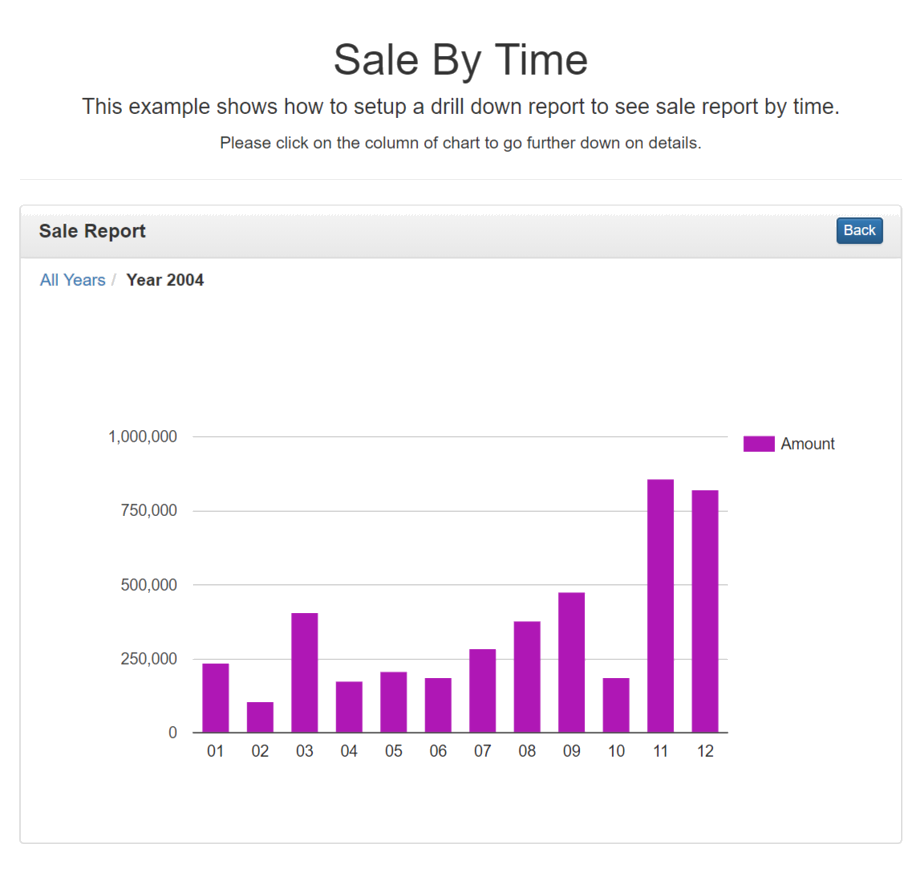 Sale By Time
This example shows how to setup a drill down report to see sale report by time.
Please click on the column of chart to go further down on details.
Sale Report
Back
All Years / Year 2004
1,000,000
Amount
750,000
500,000
250,000
0
01 02 03 04 05 06 07 08 09 10 11 12